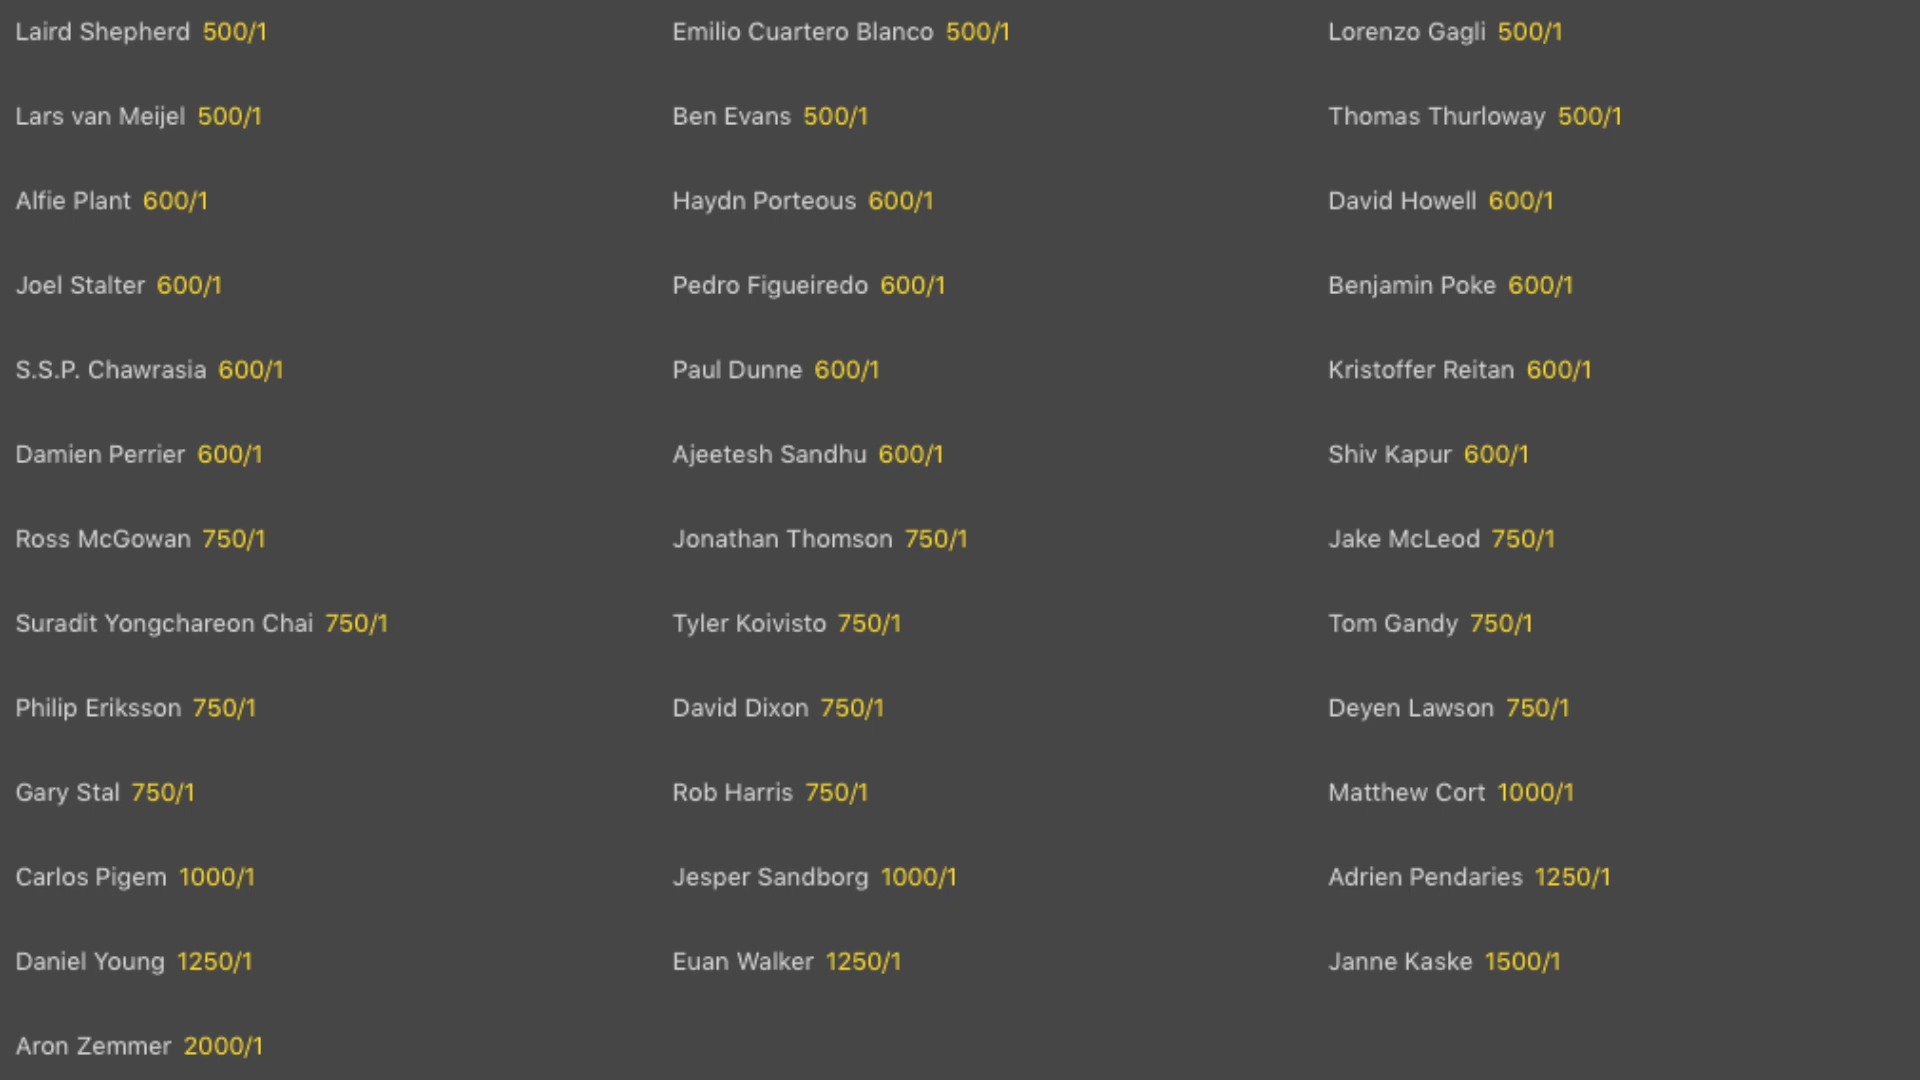 Laird Shepherd 500/1
Emilio Cuartero Blanco 500/1
Lorenzo Gagli 500/1
Lars van Meijel 500/1
Ben Evans 500/1
Thomas Thurloway 500/1
Alfie Plant 600/1
Haydn Porteous 600/1
David Howell 600/1
Joel Stalter 600/1
Pedro Figueiredo 600/1
Benjamin Poke 600/1
S.S.P. Chawrasia 600/1
Paul Dunne 600/1
Kristoffer Reitan 600/1
Damien Perrier 600/1
Ajeetesh Sandhu 600/1
Shiv Kapur 600/1
Ross McGowan 750/1
Jonathan Thomson 750/1
Jake McLeod 750/1
Suradit Yongchareon Chai 750/1
Tyler Koivisto 750/1
Tom Gandy 750/1
Philip Eriksson 750/1
David Dixon 750/1
Deyen Lawson 750/1
Gary Stal 750/1
Rob Harris 750/1
Matthew Cort 1000/1
Carlos Pigem 1000/1
Jesper Sandborg 1000/1
Adrien Pendaries 1250/1
Daniel Young 1250/1
Euan Walker 1250/1
Janne Kaske 1500/1
Aron Zemmer 2000/1